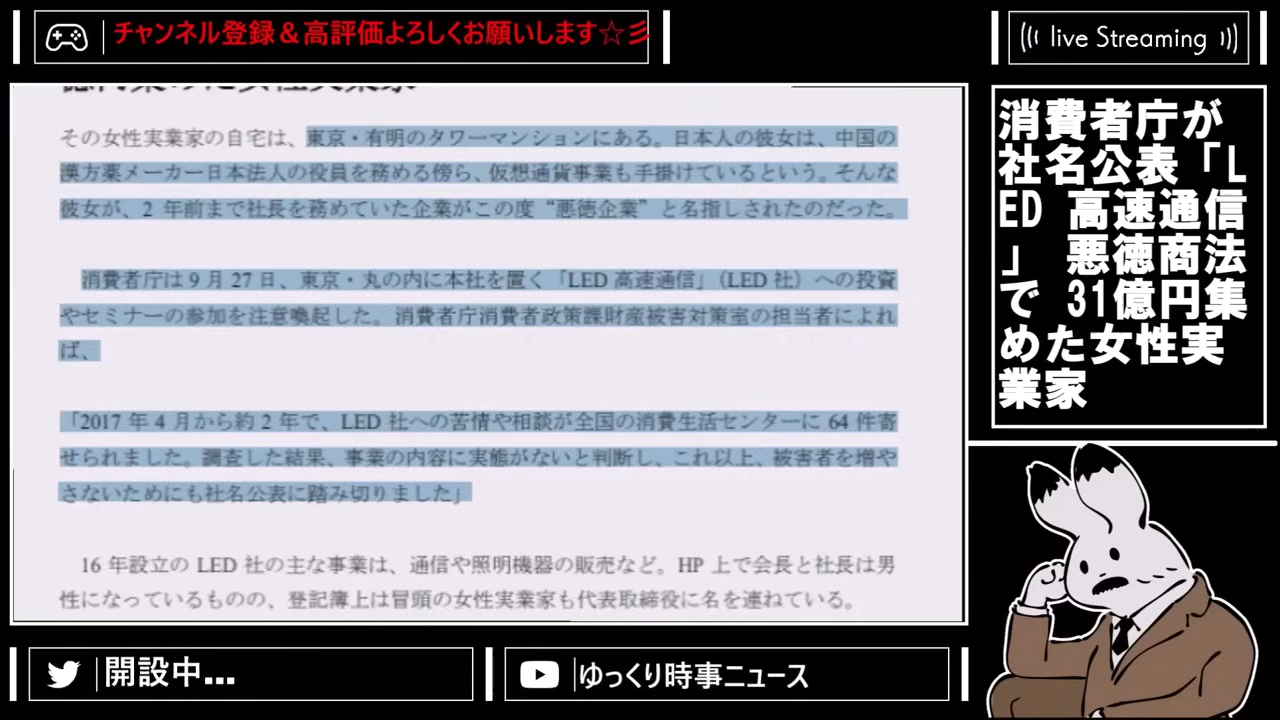 チャンネル登録＆高評価よろしくお願いします☆彡
live Streaming
その女性実業家の自宅は、東京・有明のタワーマンションにある。日本人の彼女は、中国の
漢方薬メーカー日本法人の役員を務める傍ら、仮想通貨事業も手掛けているという。そんな
彼女が、2 年前まで社長を務めていた企業がこの度“悪徳企業”と名指しされたのだった。
消費者庁は 9 月 27 日、東京・丸の内に本社を置く「LED 高速通信」（LED 社）への投資
やセミナーの参加を注意喚起した。消費者庁消費者政策課財産被害対策室の担当者によれ
ば、
「2017 年 4 月から約 2 年で、LED 社への苦情や相談が全国の消費生活センターに 64 件寄
せられました。調査した結果、事業の内容に実態がないと判断し、これ以上、被害者を増や
さないためにも社名公表に踏み切りました」
16 年設立の LED 社の主な事業は、通信や照明機器の販売など。HP 上で会長と社長は男
性になっているものの、登記簿上は冒頭の女性実業家も代表取締役に名を連ねている。
消費者庁が
社名公表「L
ED 高速通信
」 悪徳商法
で 31億円集
めた女性実
業家
開設中...
ゆっくり時事ニュース